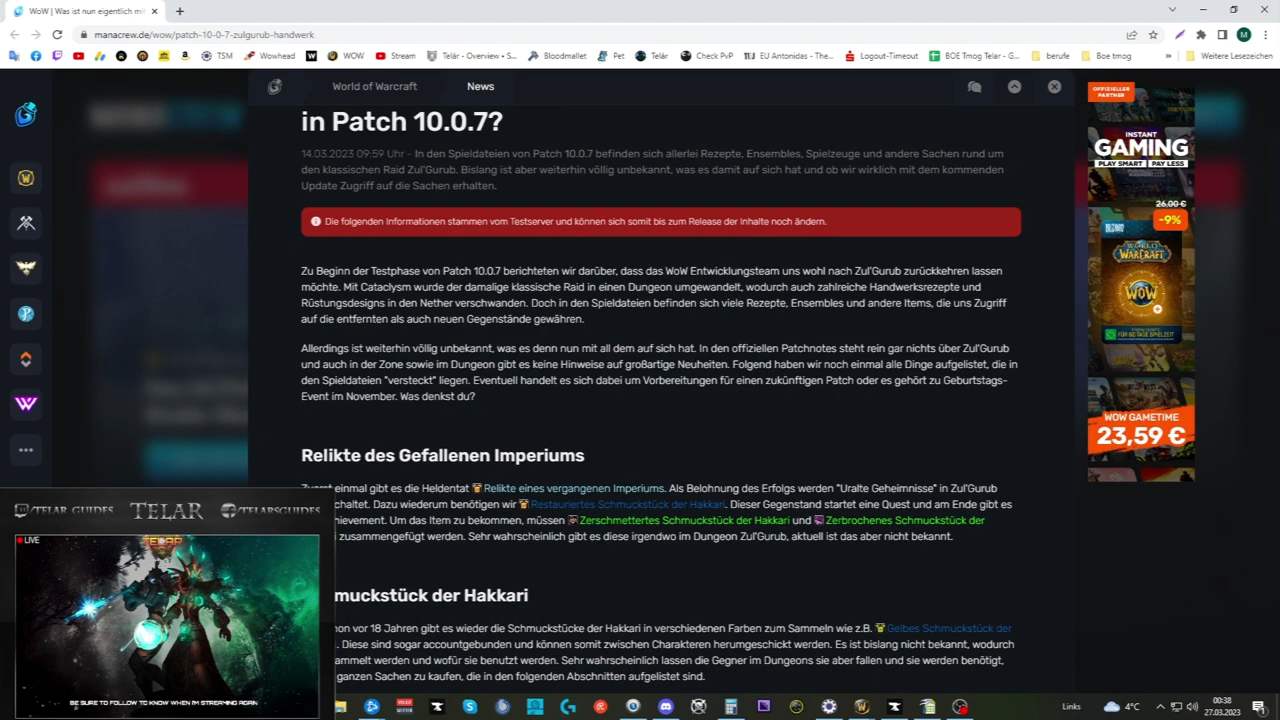 WoW | Was ist nun eigentlich mit
manacrew.de/wow/patch-10-0-7-zulgurub-handwerk
TSM
Wowhead
WOW
Stream
Telár - Overview • S...
Bloodmallet
Pet
Telár
Check PvP
EU Antonidas - The...
Logout-Timeout
BOE Tmog Telar - G...
berufe
Boe tmog
»
Weitere Lesezeichen
World of Warcraft
News
in Patch 10.0.7?
14.03.2023 09:59 Uhr - In den Spieldateien von Patch 10.0.7 befinden sich allerlei Rezepte, Ensembles, Spielzeuge und andere Sachen rund um
den klassischen Raid Zul'Gurub. Bislang ist aber weiterhin völlig unbekannt, was es damit auf sich hat und ob wir wirklich mit dem kommenden
Update Zugriff auf die Sachen erhalten.
Die folgenden Informationen stammen vom Testserver und können sich somit bis zum Release der Inhalte noch ändern.
Zu Beginn der Testphase von Patch 10.0.7 berichteten wir darüber, dass das WoW Entwicklungsteam uns wohl nach Zul'Gurub zurückkehren lassen
möchte. Mit Cataclysm wurde der damalige klassische Raid in einen Dungeon umgewandelt, wodurch auch zahlreiche Handwerksrezepte und
Rüstungsdesigns in den Nether verschwanden. Doch in den Spieldateien befinden sich viele Rezepte, Ensembles und andere Items, die uns Zugriff
auf die entfernten als auch neuen Gegenstände gewähren.
Allerdings ist weiterhin völlig unbekannt, was es denn nun mit all dem auf sich hat. In den offiziellen Patchnotes steht rein gar nichts über Zul'Gurub
und auch in der Zone sowie im Dungeon gibt es keine Hinweise auf großartige Neuheiten. Folgend haben wir noch einmal alle Dinge aufgelistet, die in
den Spieldateien "versteckt" liegen. Eventuell handelt es sich dabei um Vorbereitungen für einen zukünftigen Patch oder es gehört zu Geburtstags-
Event im November. Was denkst du?
Relikte des Gefallenen Imperiums
Zuerst einmal gibt es die Heldentat Relikte eines vergangenen Imperiums. Als Belohnung des Erfolgs werden "Uralte Geheimnisse" in Zul'Gurub
schaltet. Dazu wiederum benötigen wir Restauriertes Schmuckstück der Hakkari. Dieser Gegenstand startet eine Quest und am Ende gibt es
hievement. Um das Item zu bekommen, müssen Zerschmettertes Schmuckstück der Hakkari und Zerbrochenes Schmuckstück der
zusammengefügt werden. Sehr wahrscheinlich gibt es diese irgendwo im Dungeon Zul'Gurub, aktuell ist das aber nicht bekannt.
muckstück der Hakkari
on vor 18 Jahren gibt es wieder die Schmuckstücke der Hakkari in verschiedenen Farben zum Sammeln wie z.B. Gelbes Schmuckstück der
. Diese sind sogar accountgebunden und können somit zwischen Charakteren herumgeschickt werden. Es ist bislang nicht bekannt, wodurch
ammelt werden und wofür sie benutzt werden. Sehr wahrscheinlich lassen die Gegner im Dungeons sie aber fallen und sie werden benötigt,
ganzen Sachen zu kaufen, die in den folgenden Abschnitten aufgelistet sind.
OFFIZIELLER
PARTNER
INSTANT
GAMING
PLAY SMART PAY LESS
26,00 €
-9%
BLIZZARD
WORLD
WARCRAFT
WOW
FÜR 60 TAGE SPIELZEIT
WOW GAMETIME
23,59 €
TELAR GUIDES
TELAR
TELARSGUIDES
LIVE
TELAR
BE SURE TO FOLLOW TO KNOW WHEN I'M STREAMING AGAIN
Links
4°C
00:38
27.03.2023